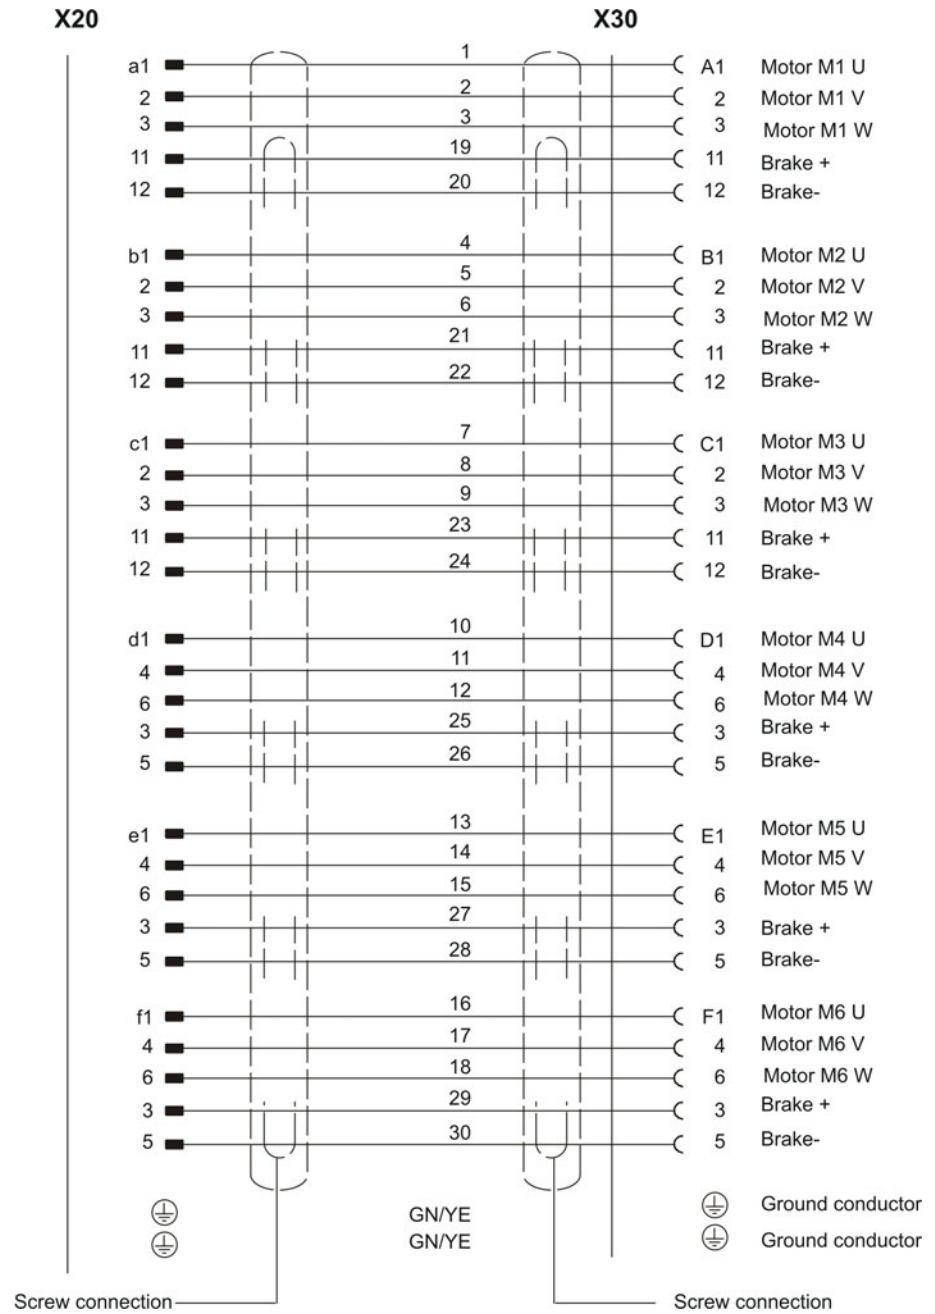 X20 X30
a1 1 A1 Motor M1 U
2 2 2 Motor M1 V
3 3 3 Motor M1 W
11 19 11 Brake +
12 20 12 Brake-
b1 4 B1 Motor M2 U
2 5 2 Motor M2 V
3 6 3 Motor M2 W
11 21 11 Brake +
12 22 12 Brake-
c1 7 C1 Motor M3 U
2 8 2 Motor M3 V
3 9 3 Motor M3 W
11 23 11 Brake +
12 24 12 Brake-
d1 10 D1 Motor M4 U
4 11 4 Motor M4 V
6 12 6 Motor M4 W
3 25 3 Brake +
5 26 5 Brake-
e1 13 E1 Motor M5 U
4 14 4 Motor M5 V
6 15 6 Motor M5 W
3 27 3 Brake +
5 28 5 Brake-
f1 16 F1 Motor M6 U
4 17 4 Motor M6 V
6 18 6 Motor M6 W
3 29 3 Brake +
5 30 5 Brake-
GN/YE Ground conductor
GN/YE Ground conductor
Screw connection Screw connection